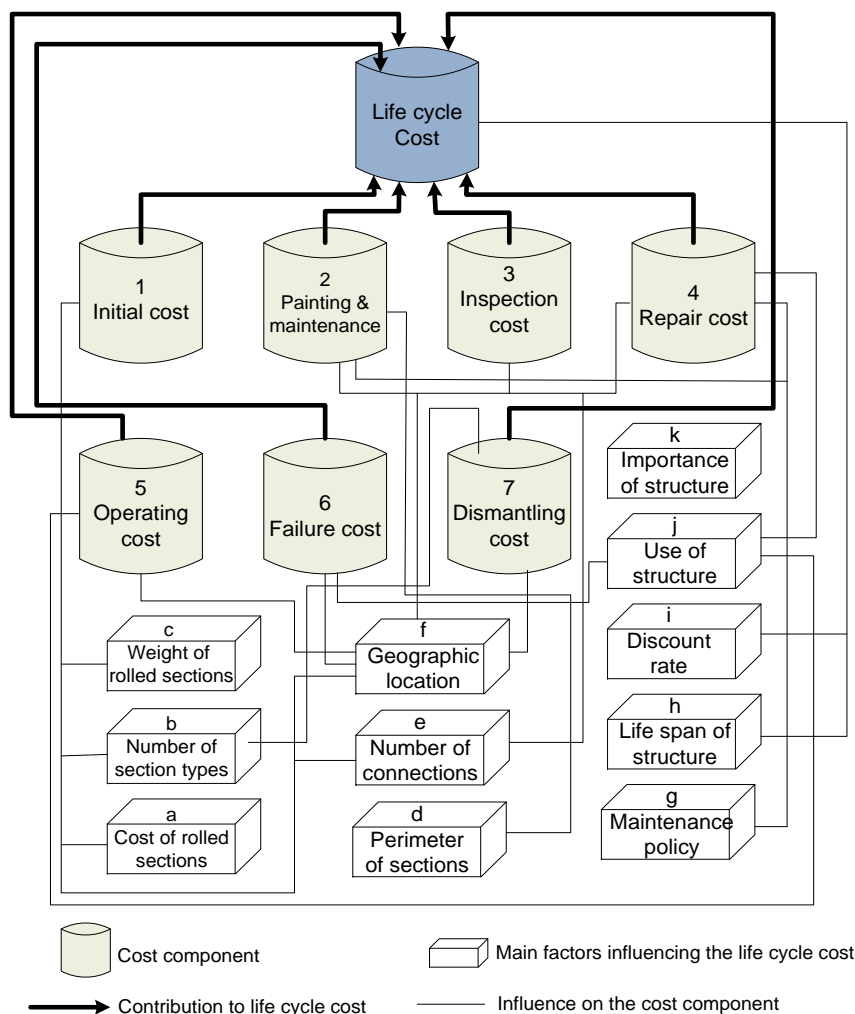 Life cycle
Cost
1
Initial cost
2
Painting &
maintenance
3
Inspection
cost
4
Repair cost
5
Operating
cost
6
Failure cost
7
Dismantling
cost
k
Importance
of structure
j
Use of
structure
c
Weight of
rolled sections
f
Geographic
location
i
Discount
rate
b
Number of
section types
e
Number of
connections
h
Life span of
structure
a
Cost of rolled
sections
d
Perimeter
of sections
g
Maintenance
policy
Cost component
Main factors influencing the life cycle cost
Contribution to life cycle cost
Influence on the cost component